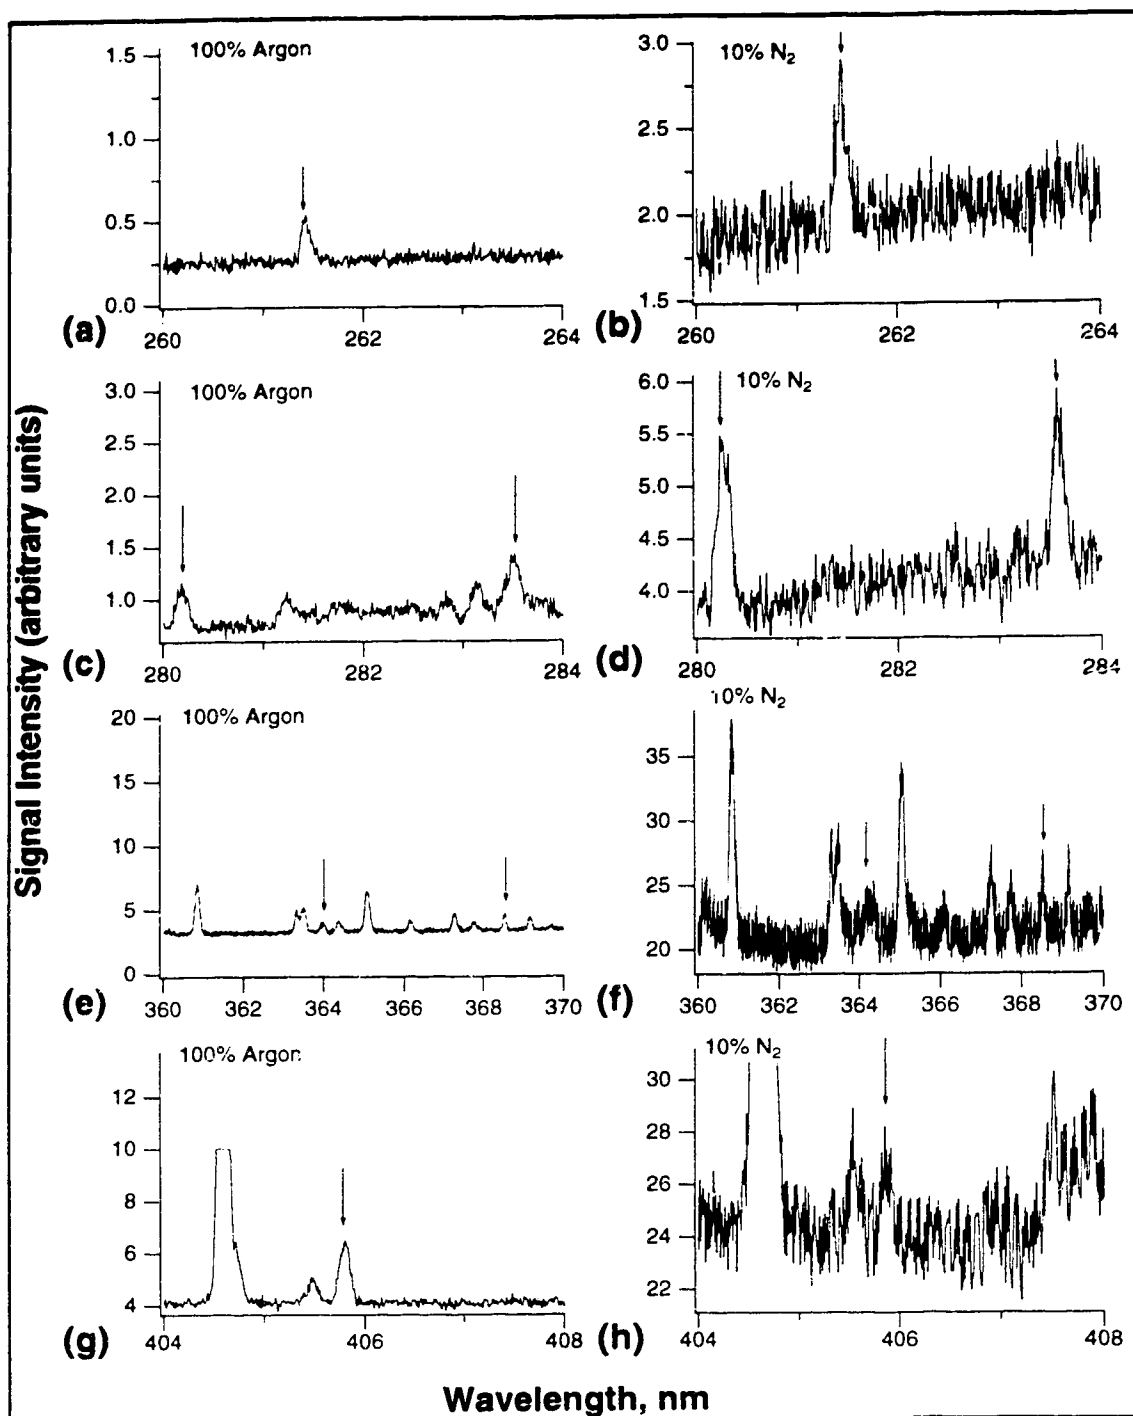 Signal Intensity (arbitrary units)
100% Argon
1.5
1.0
0.5
0.0
260 262 264
(a)
10% N₂
3.0
2.5
2.0
1.5
260 262 264
(b)
100% Argon
3.0
2.5
2.0
1.5
1.0
280 282 284
(c)
10% N₂
6.0
5.5
5.0
4.5
4.0
280 282 284
(d)
100% Argon
20
15
10
5
0
360 362 364 366 368 370
(e)
10% N₂
35
30
25
20
360 362 364 366 368 370
(f)
100% Argon
12
10
8
6
4
404 406 408
(g)
10% N₂
30
28
26
24
22
404 406 408
(h)
Wavelength, nm